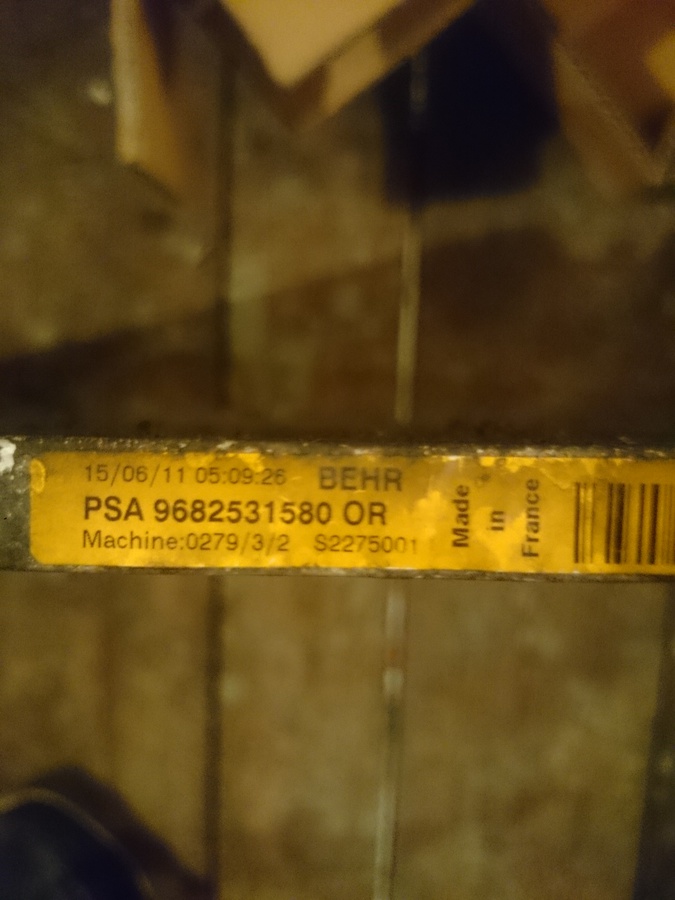 15/06/11 05:09:26 BEHR
PSA 9682531580 OR
Machine:0279/3/2 S2275001
Made
in
France